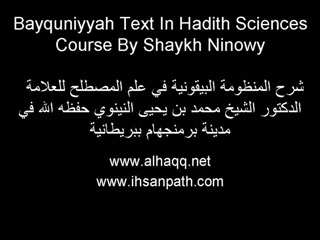 Bayquniyyah Text In Hadith Sciences
Course By Shaykh Ninowy
شرح المنظومة البيقونية في علم المصطلح للعلامة
الدكتور الشيخ محمد بن يحيى النينوي حفظه الله في
مدينة برمنجهام ببريطانية
www.alhaqq.net
www.ihsanpath.com